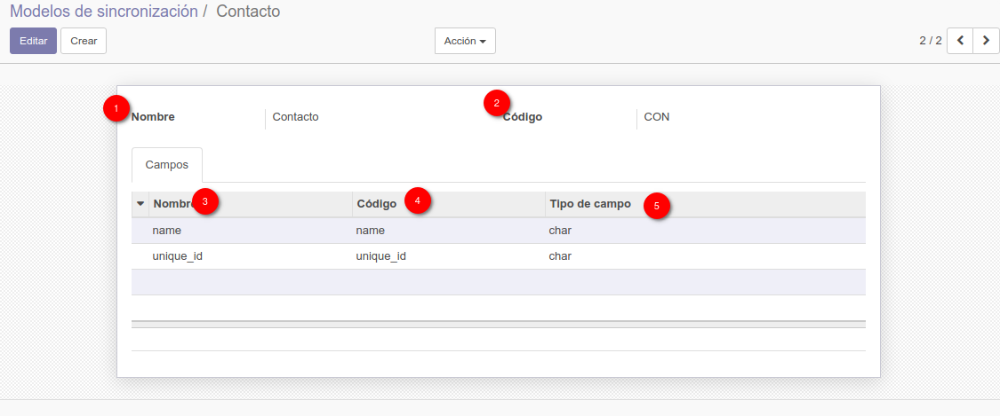 Modelos de sincronización / Contacto
Editar Crear Acción 2 / 2
1 2
Nombre Contacto Código CON
Campos
Nombre 3 Código 4 Tipo de campo 5
name name char
unique_id unique_id char